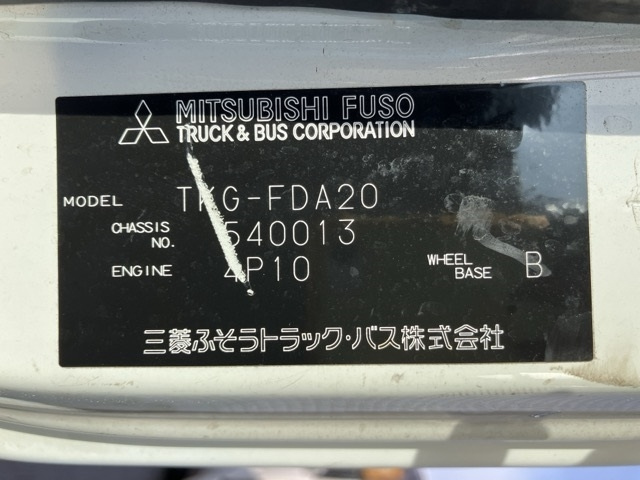 MITSUBISHI FUSO
TRUCK & BUS CORPORATION
MODEL TKG-FDA20
CHASSIS NO. 540013
ENGINE 4P10 WHEEL BASE B
三菱ふそうトラック・バス株式会社